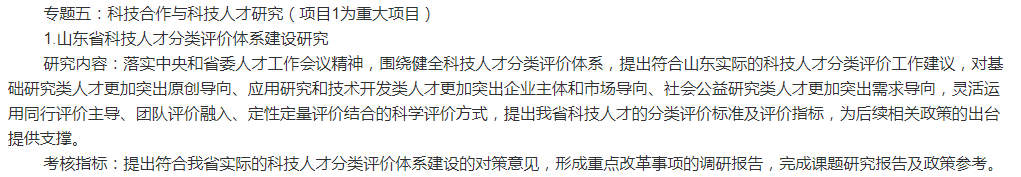 专题五：科技合作与科技人才研究（项目1为重大项目）
1.山东省科技人才分类评价体系建设研究
研究内容：落实中央和省委人才工作会议精神，围绕健全科技人才分类评价体系，提出符合山东实际的科技人才分类评价工作建议，对基
础研究类人才更加突出原创导向、应用研究和技术开发类人才更加突出企业主体和市场导向、社会公益研究类人才更加突出需求导向，灵活运
用同行评价主导、团队评价融入、定性定量评价结合的科学评价方式，提出我省科技人才的分类评价标准及评价指标，为后续相关政策的出台
提供支撑。
考核指标：提出符合我省实际的科技人才分类评价体系建设的对策意见，形成重点改革事项的调研报告，完成课题研究报告及政策参考。